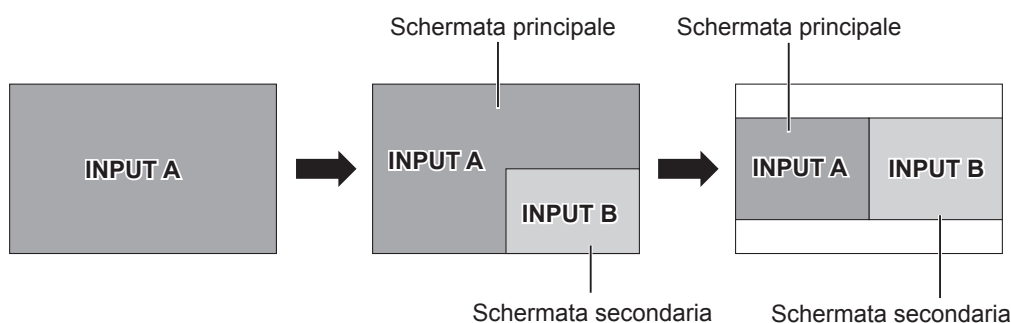 Schermata principale
Schermata principale
INPUT A
INPUT A
INPUT B
INPUT A
INPUT B
Schermata secondaria
Schermata secondaria